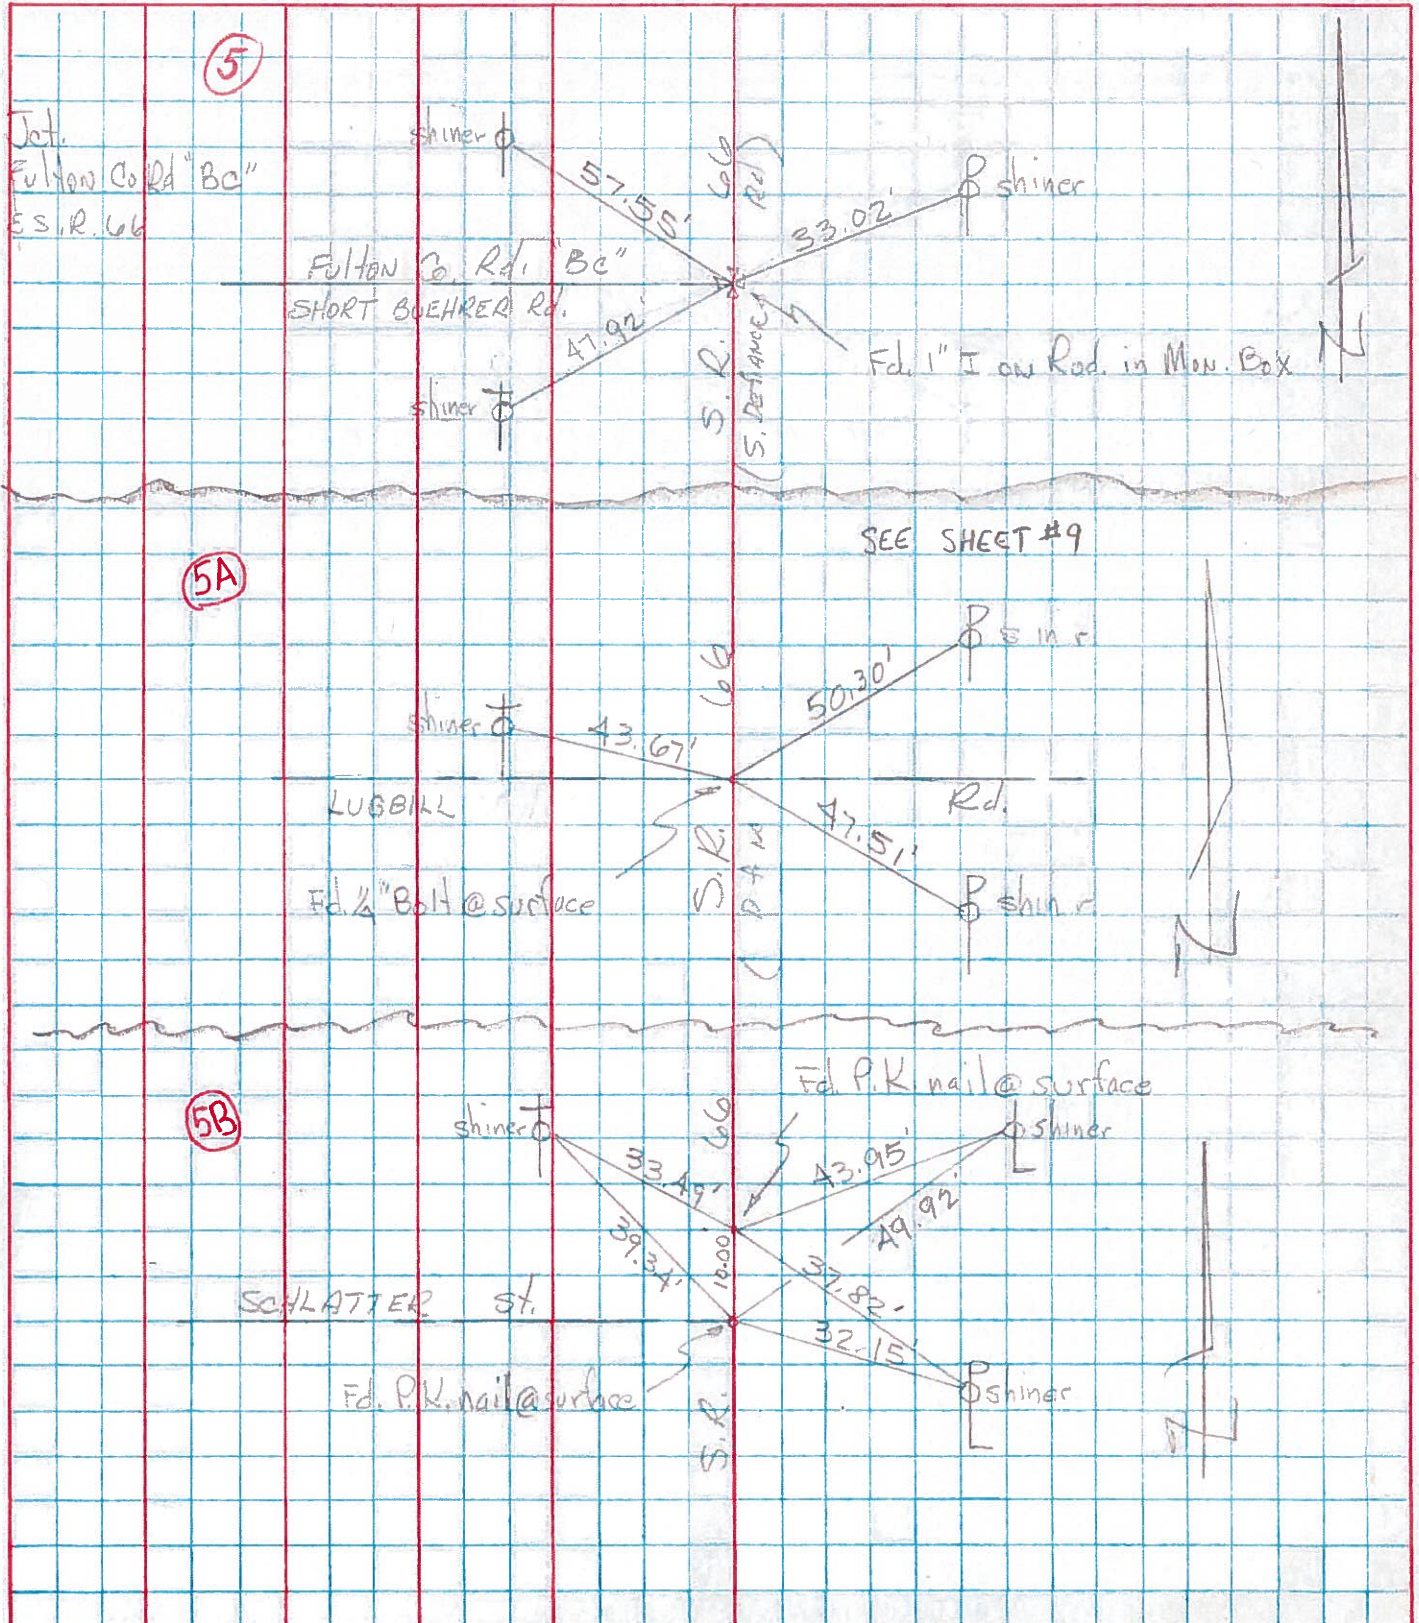 5
Jct.
Fulton Co Rd "BC"
& S.R. 66
shiner
57.55'
S.R. 66
(S. DEFIANCE Rd)
shiner
33.02'
Fulton Co. Rd. "BC"
SHORT BUEHRER Rd.
47.92'
shiner
Fd. 1" Iron Rod. in Mon. Box
N
SEE SHEET #9
5A
S.R. 66
50.30'
shiner
43.67'
LUGBILL Rd.
47.51'
Fd. Bolt @ surface
shin r
N
Fd. P.K nail @ surface
5B
shiner
S.R. 66
shiner
33.49'
43.95'
49.92'
39.34'
10.00'
37.82'
SCHLATTER St.
32.15'
Fd. P.K. nail @ surface
shiner
N